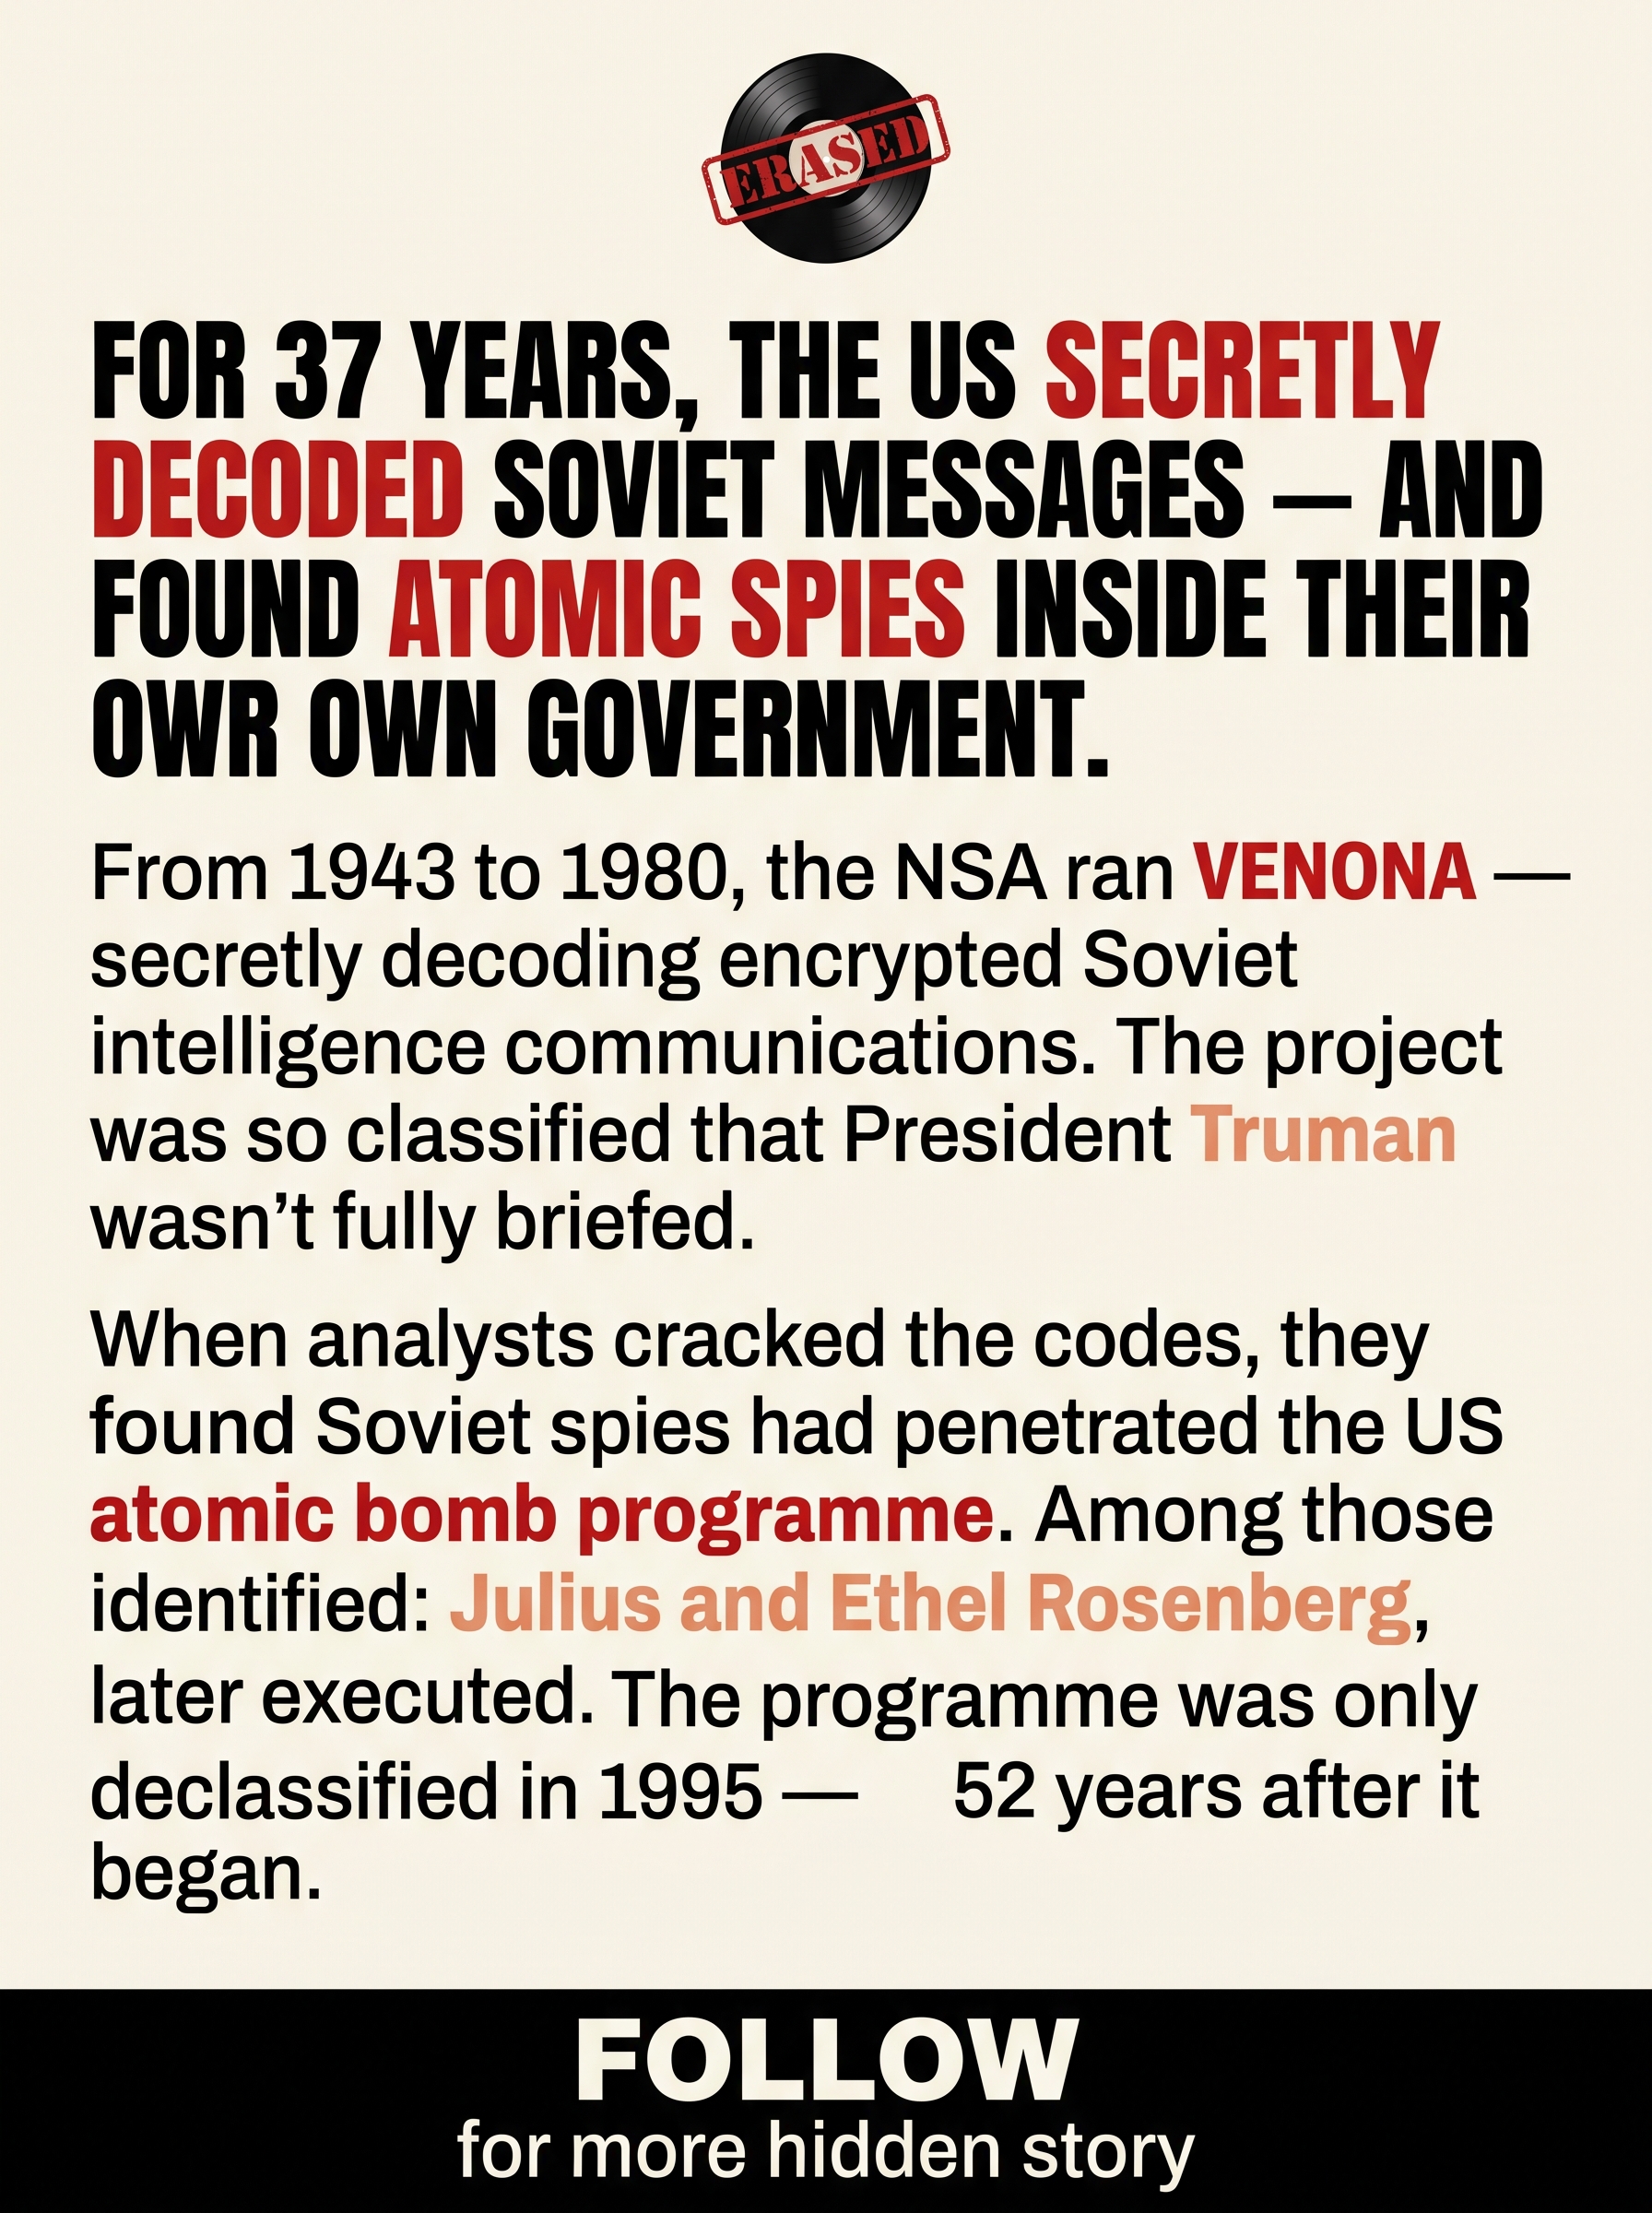 ERASED
FOR 37 YEARS, THE US SECRETLY
DECODED SOVIET MESSAGES — AND
FOUND ATOMIC SPIES INSIDE THEIR
OWR OWN GOVERNMENT.
From 1943 to 1980, the NSA ran VENONA —
secretly decoding encrypted Soviet
intelligence communications. The project
was so classified that President Truman
wasn’t fully briefed.
When analysts cracked the codes, they
found Soviet spies had penetrated the US
atomic bomb programme. Among those
identified: Julius and Ethel Rosenberg,
later executed. The programme was only
declassified in 1995 — 52 years after it
began.
FOLLOW
for more hidden story